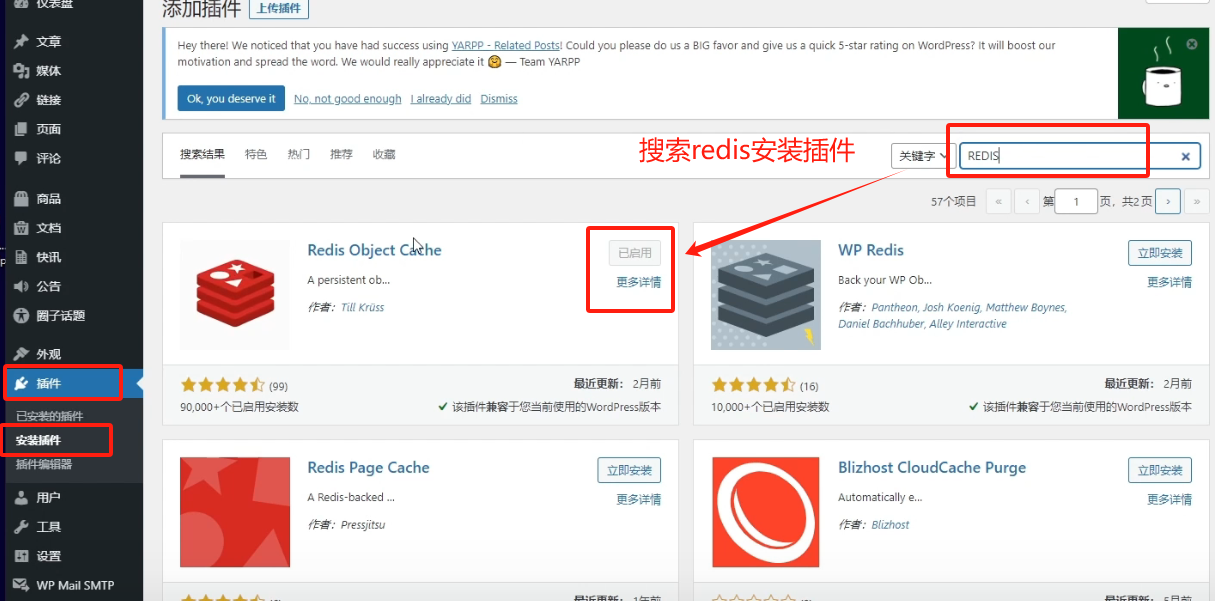 仪表盘
文章
媒体
链接
页面
评论
商品
文档
快讯
公告
圈子话题
外观
插件
已安装的插件
安装插件
插件编辑器
用户
工具
设置
WP Mail SMTP
添加插件
上传插件
Hey there! We noticed that you have had success using YARPP - Related Posts! Could you please do us a BIG favor and give us a quick 5-star rating on WordPress? It will boost our
motivation and spread the word. We would really appreciate it 🤗 — Team YARPP
Ok, you deserve it No, not good enough I already did Dismiss
搜索结果 特色 热门 推荐 收藏
搜索redis安装插件
关键字 REDIS
57个项目 « ‹ 第 1 页，共2页 › »
Redis Object Cache
已启用
更多详情
A persistent ob...
作者：Till Krüss
(99)
90,000+个已启用安装数
最近更新： 2月前
该插件兼容于您当前使用的WordPress版本
WP Redis
立即安装
更多详情
Back your WP Ob...
作者：Pantheon, Josh Koenig, Matthew Boynes,
Daniel Bachhuber, Alley Interactive
(16)
10,000+个已启用安装数
最近更新： 2月前
该插件兼容于您当前使用的WordPress版本
Redis Page Cache
立即安装
更多详情
A Redis-backed ...
作者：Pressjitsu
最近更新： 1年前
Blizhost CloudCache Purge
立即安装
更多详情
Automatically e...
作者：Blizhost
最近更新： 5月前